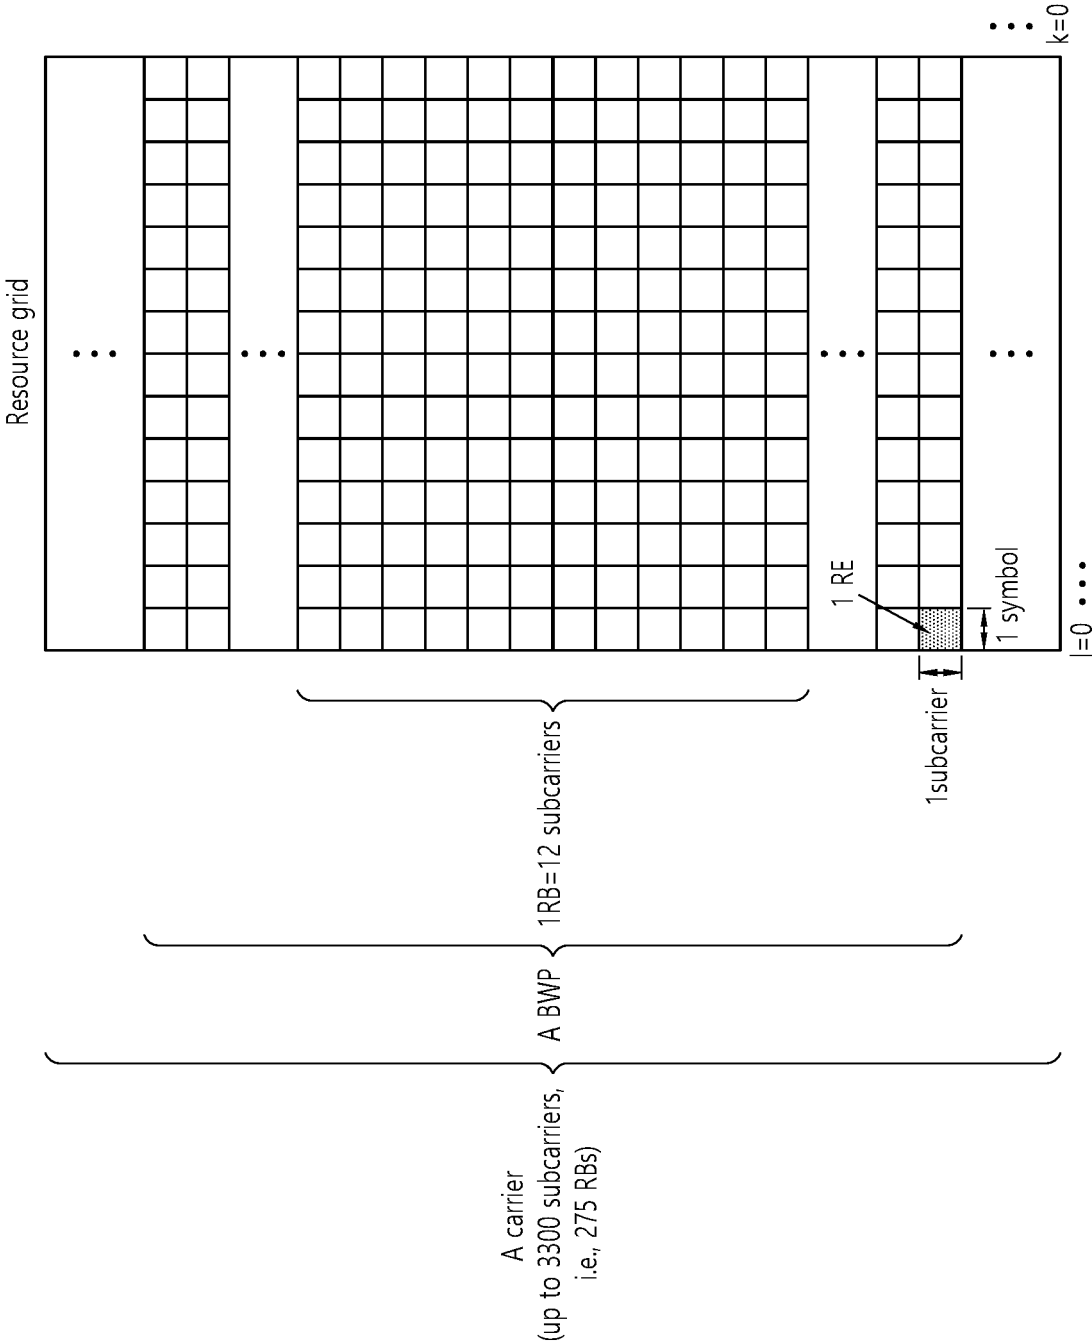 Resource grid
k=0
1 RE
1 symbol
l=0
1subcarrier
1RB=12 subcarriers
A BWP
A carrier
(up to 3300 subcarriers,
i.e., 275 RBs)